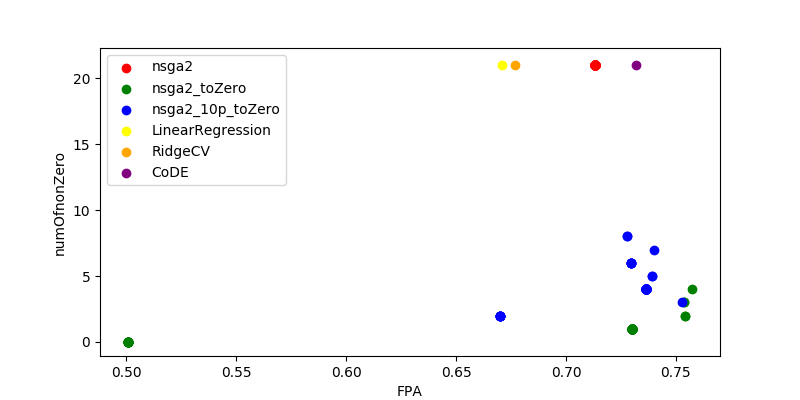 nsga2
nsga2_toZero
nsga2_10p_toZero
LinearRegression
RidgeCV
CoDE
20
15
10
5
0
numOfnonZero
0.50 0.55 0.60 0.65 0.70 0.75
FPA